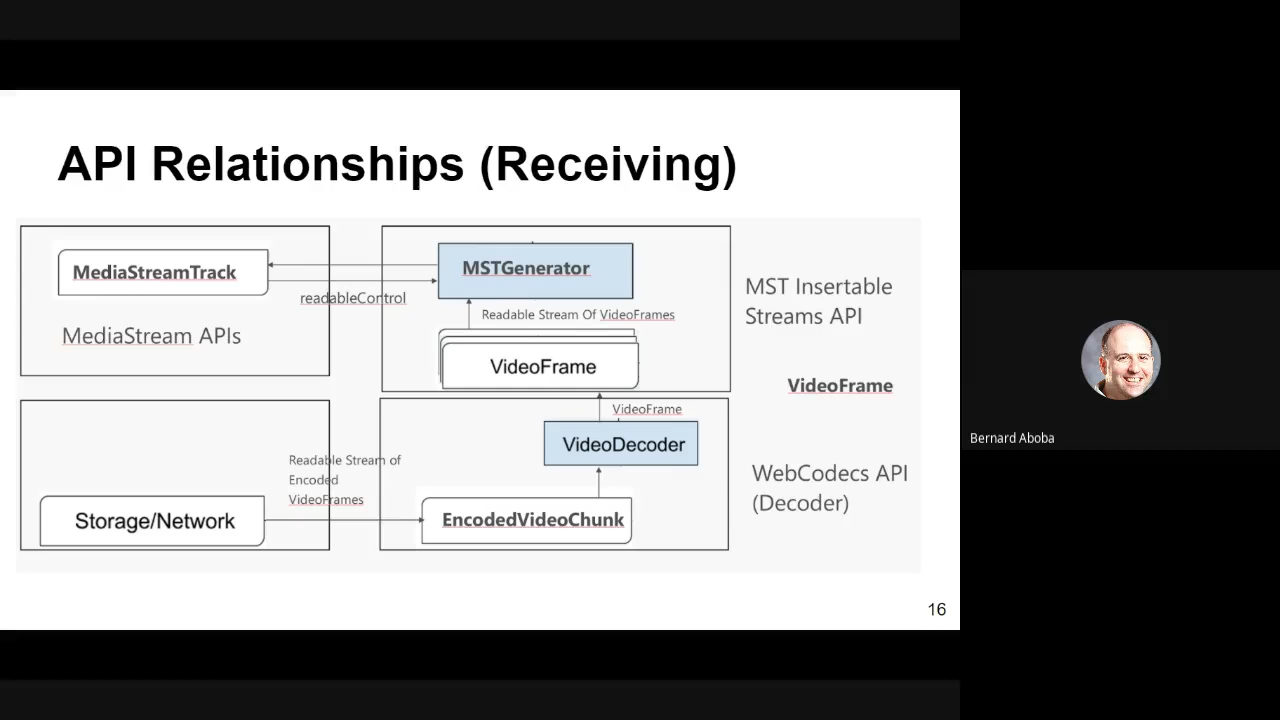 API Relationships (Receiving)
MediaStreamTrack
readableControl
MediaStream APIs
MSTGenerator
Readable Stream Of VideoFrames
VideoFrame
MST Insertable
Streams API
VideoFrame
VideoFrame
VideoDecoder
Readable Stream of
Encoded
VideoFrames
Storage/Network
EncodedVideoChunk
WebCodecs API
(Decoder)
16
Bernard Aboba